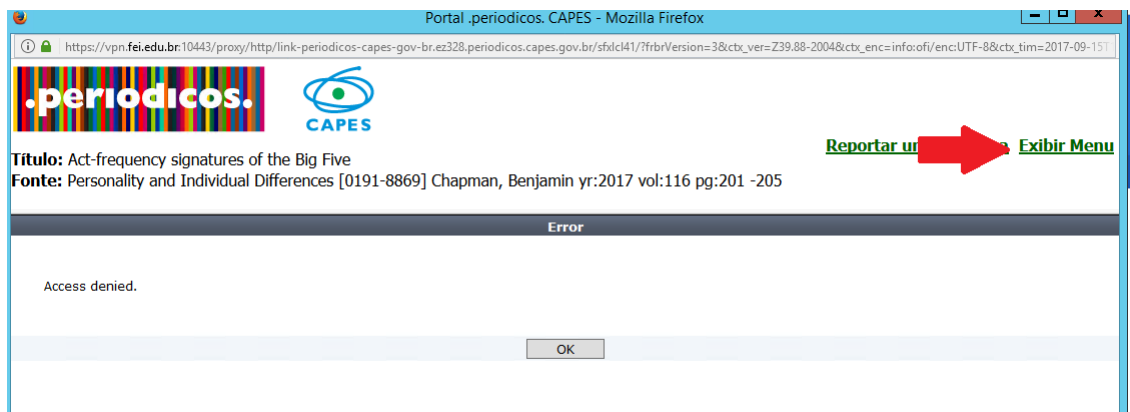 Portal .periodicos. CAPES - Mozilla Firefox
https://vpn.fei.edu.br:10443/proxy/http/link-periodicos-capes-gov-br.ez328.periodicos.capes.gov.br/sfxlcl41/?frbrVersion=3&ctx_ver=Z39.88-2004&ctx_enc=info:ofi/enc:UTF-8&ctx_tim=2017-09-15T
.periodicos.
CAPES
Reportar Exibir Menu
Título: Act-frequency signatures of the Big Five
Fonte: Personality and Individual Differences [0191-8869] Chapman, Benjamin yr:2017 vol:116 pg:201 -205
Error
Access denied.
OK